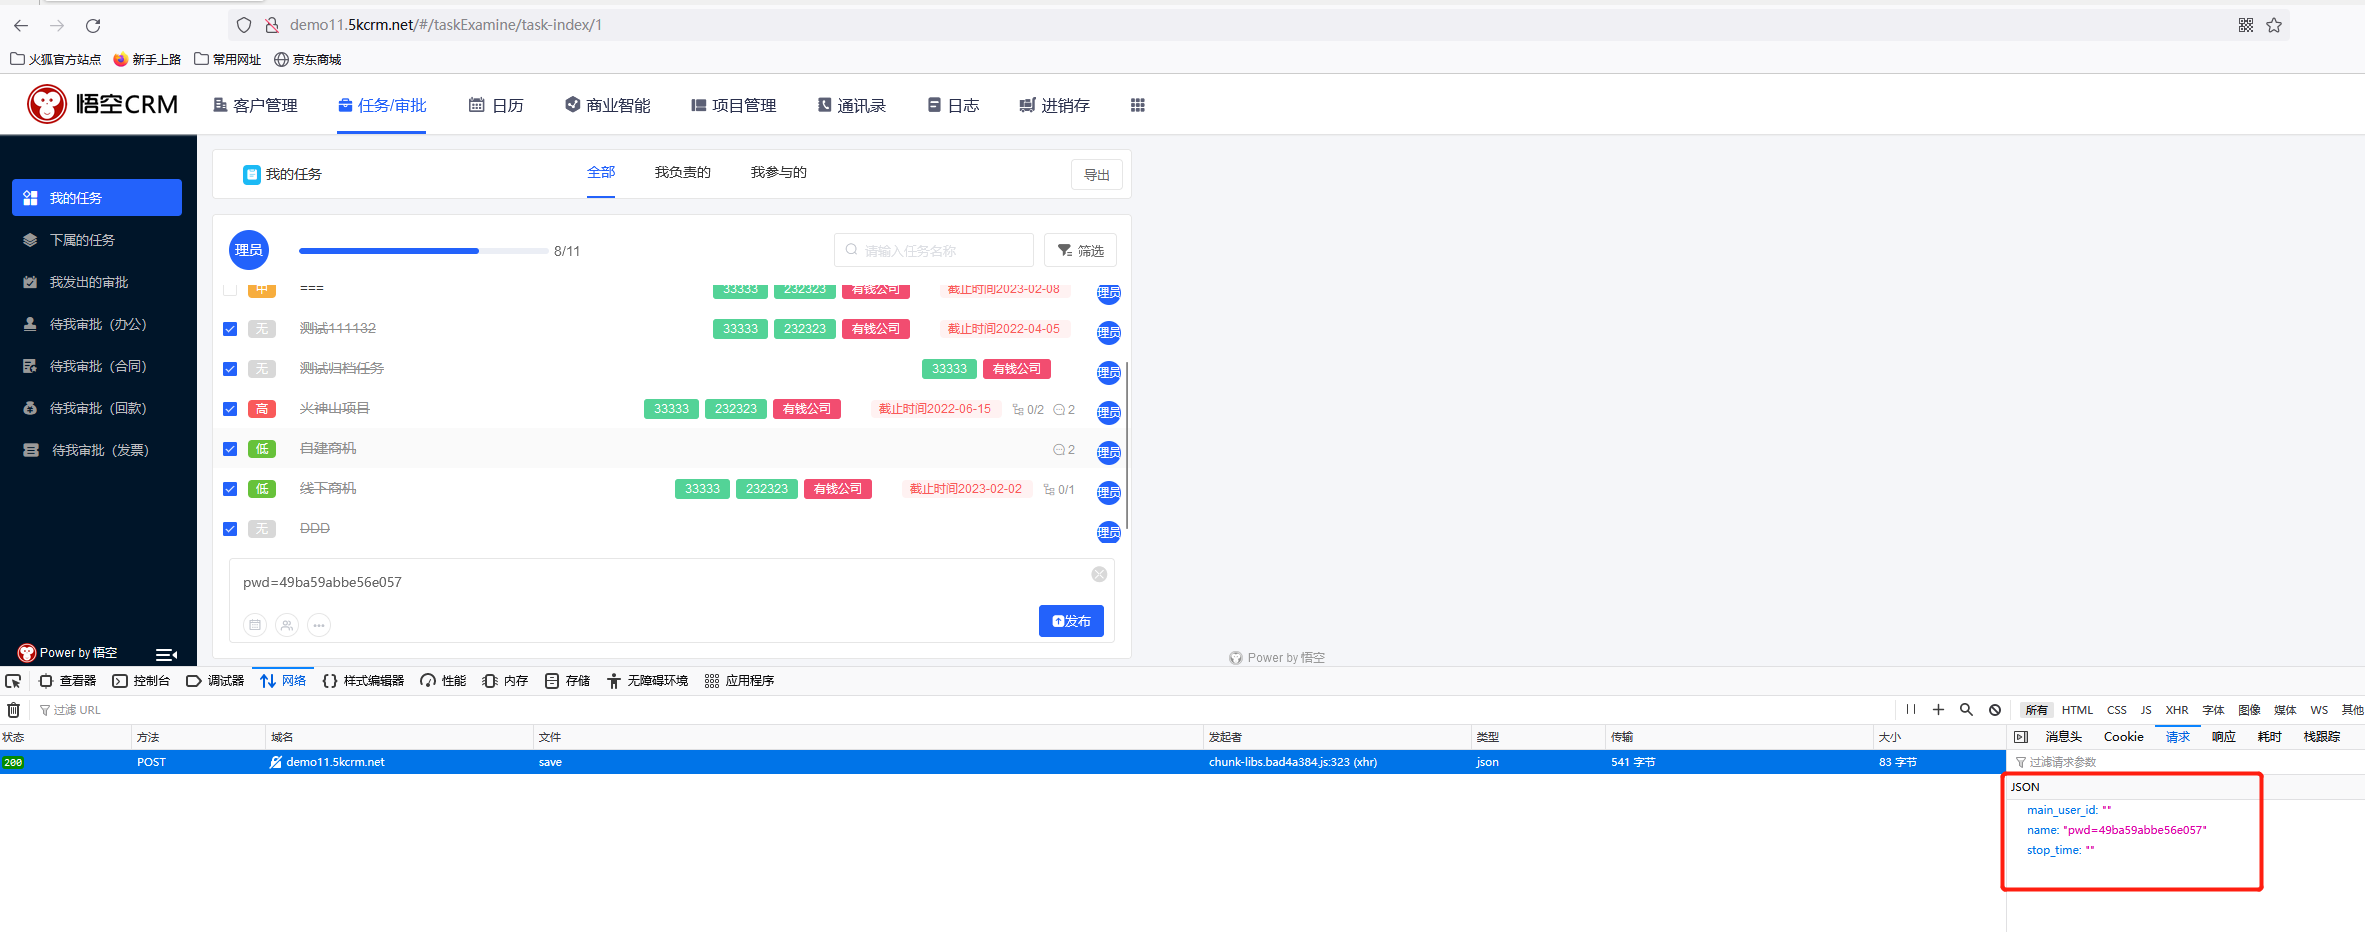 demo11.5kcrm.net/#/taskExamine/task-index/1
火狐官方站点 新手上路 常用网址 京东商城
悟空CRM 客户管理 任务/审批 日历 商业智能 项目管理 通讯录 日志 进销存
我的任务
下属的任务
我发出的审批
待我审批（办公）
待我审批（合同）
待我审批（回款）
待我审批（发票）
Power by 悟空
我的任务 全部 我负责的 我参与的 导出
理员 8/11 请输入任务名称 筛选
中 === 33333 232323 有钱公司 截止时间2023-02-08 理员
无 测试111132 33333 232323 有钱公司 截止时间2022-04-05 理员
无 测试归档任务 33333 有钱公司 理员
高 火神山项目 33333 232323 有钱公司 截止时间2022-06-15 0/2 2 理员
低 自建商机 2 理员
低 线下商机 33333 232323 有钱公司 截止时间2023-02-02 0/1 理员
无 DDD 理员
pwd=49ba59abbe56e057
发布
Power by 悟空
查看器 控制台 调试器 网络 样式编辑器 性能 内存 存储 无障碍环境 应用程序
过滤 URL 所有 HTML CSS JS XHR 字体 图像 媒体 WS 其他
状态 方法 域名 文件 发起者 类型 传输 大小
200 POST demo11.5kcrm.net save chunk-libs.bad4a384.js:323 (xhr) json 541 字节 83 字节
消息头 Cookie 请求 响应 耗时 栈跟踪
过滤请求参数
JSON
main_user_id: ""
name: "pwd=49ba59abbe56e057"
stop_time: ""